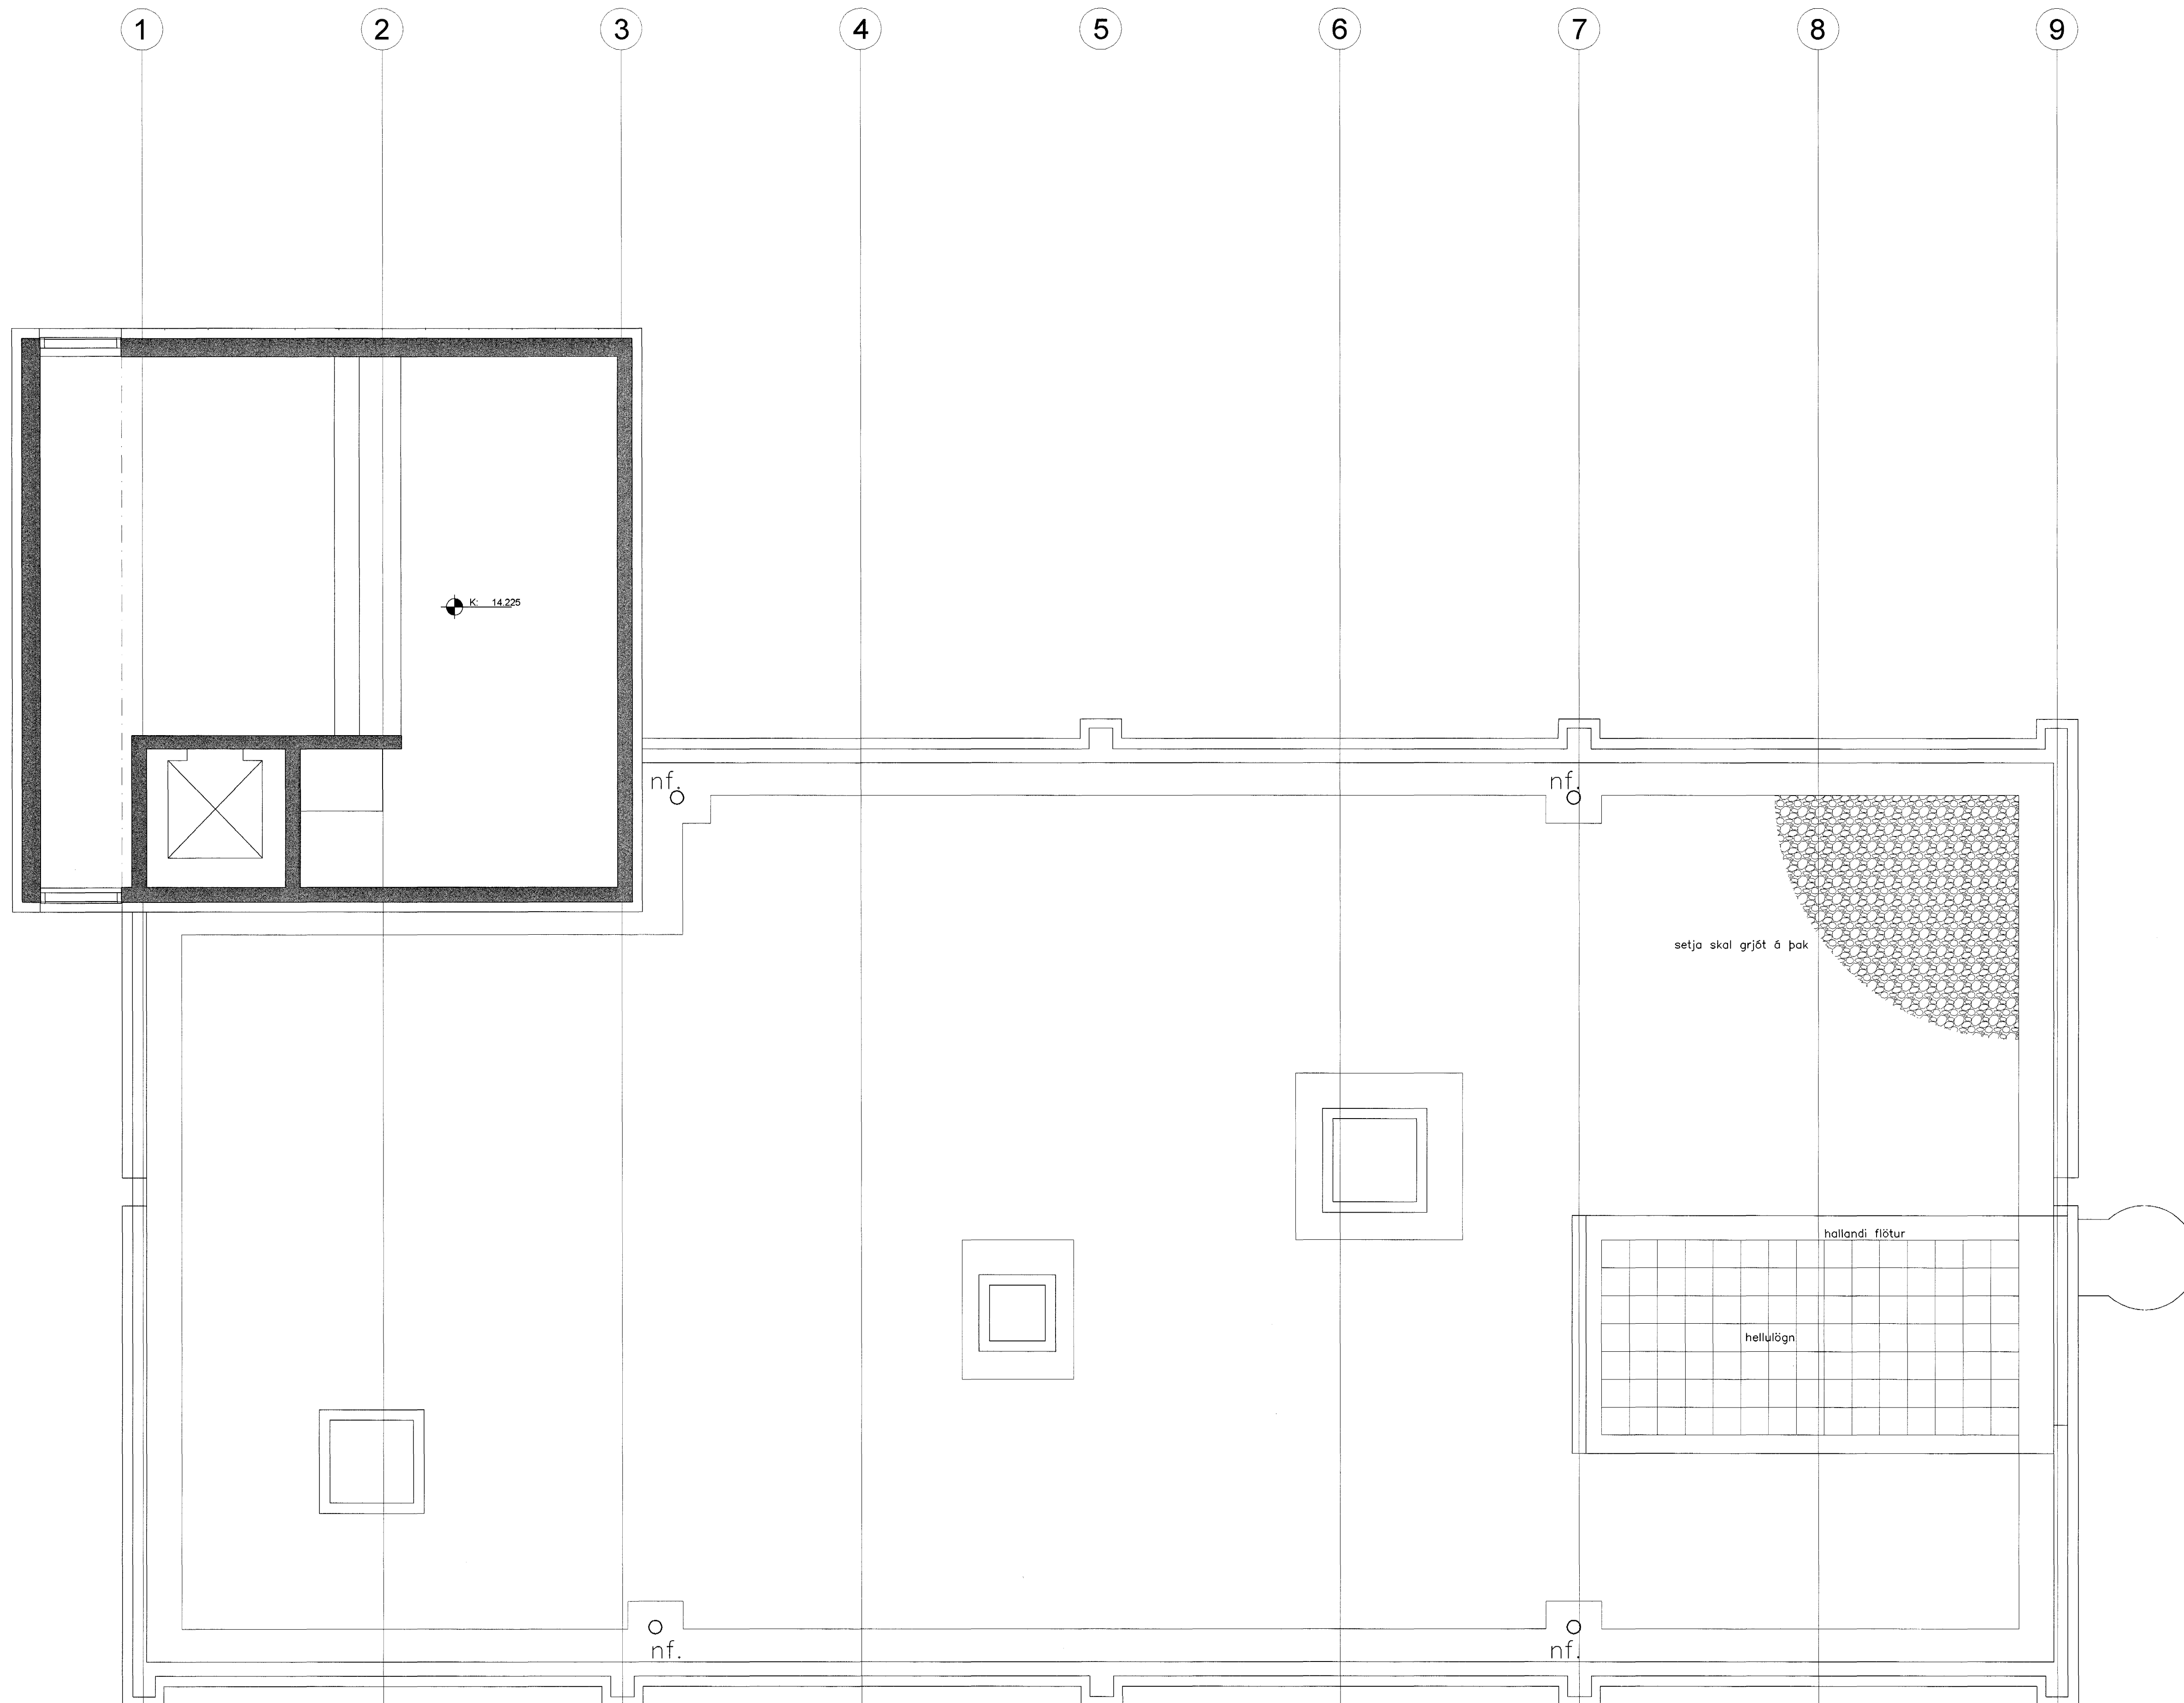 1 2 3 4 5 6 7 8 9
K: 14.225
nf. nf.
setja skal grjót á þak
hallandi flötur
hellulögn
nf. nf.